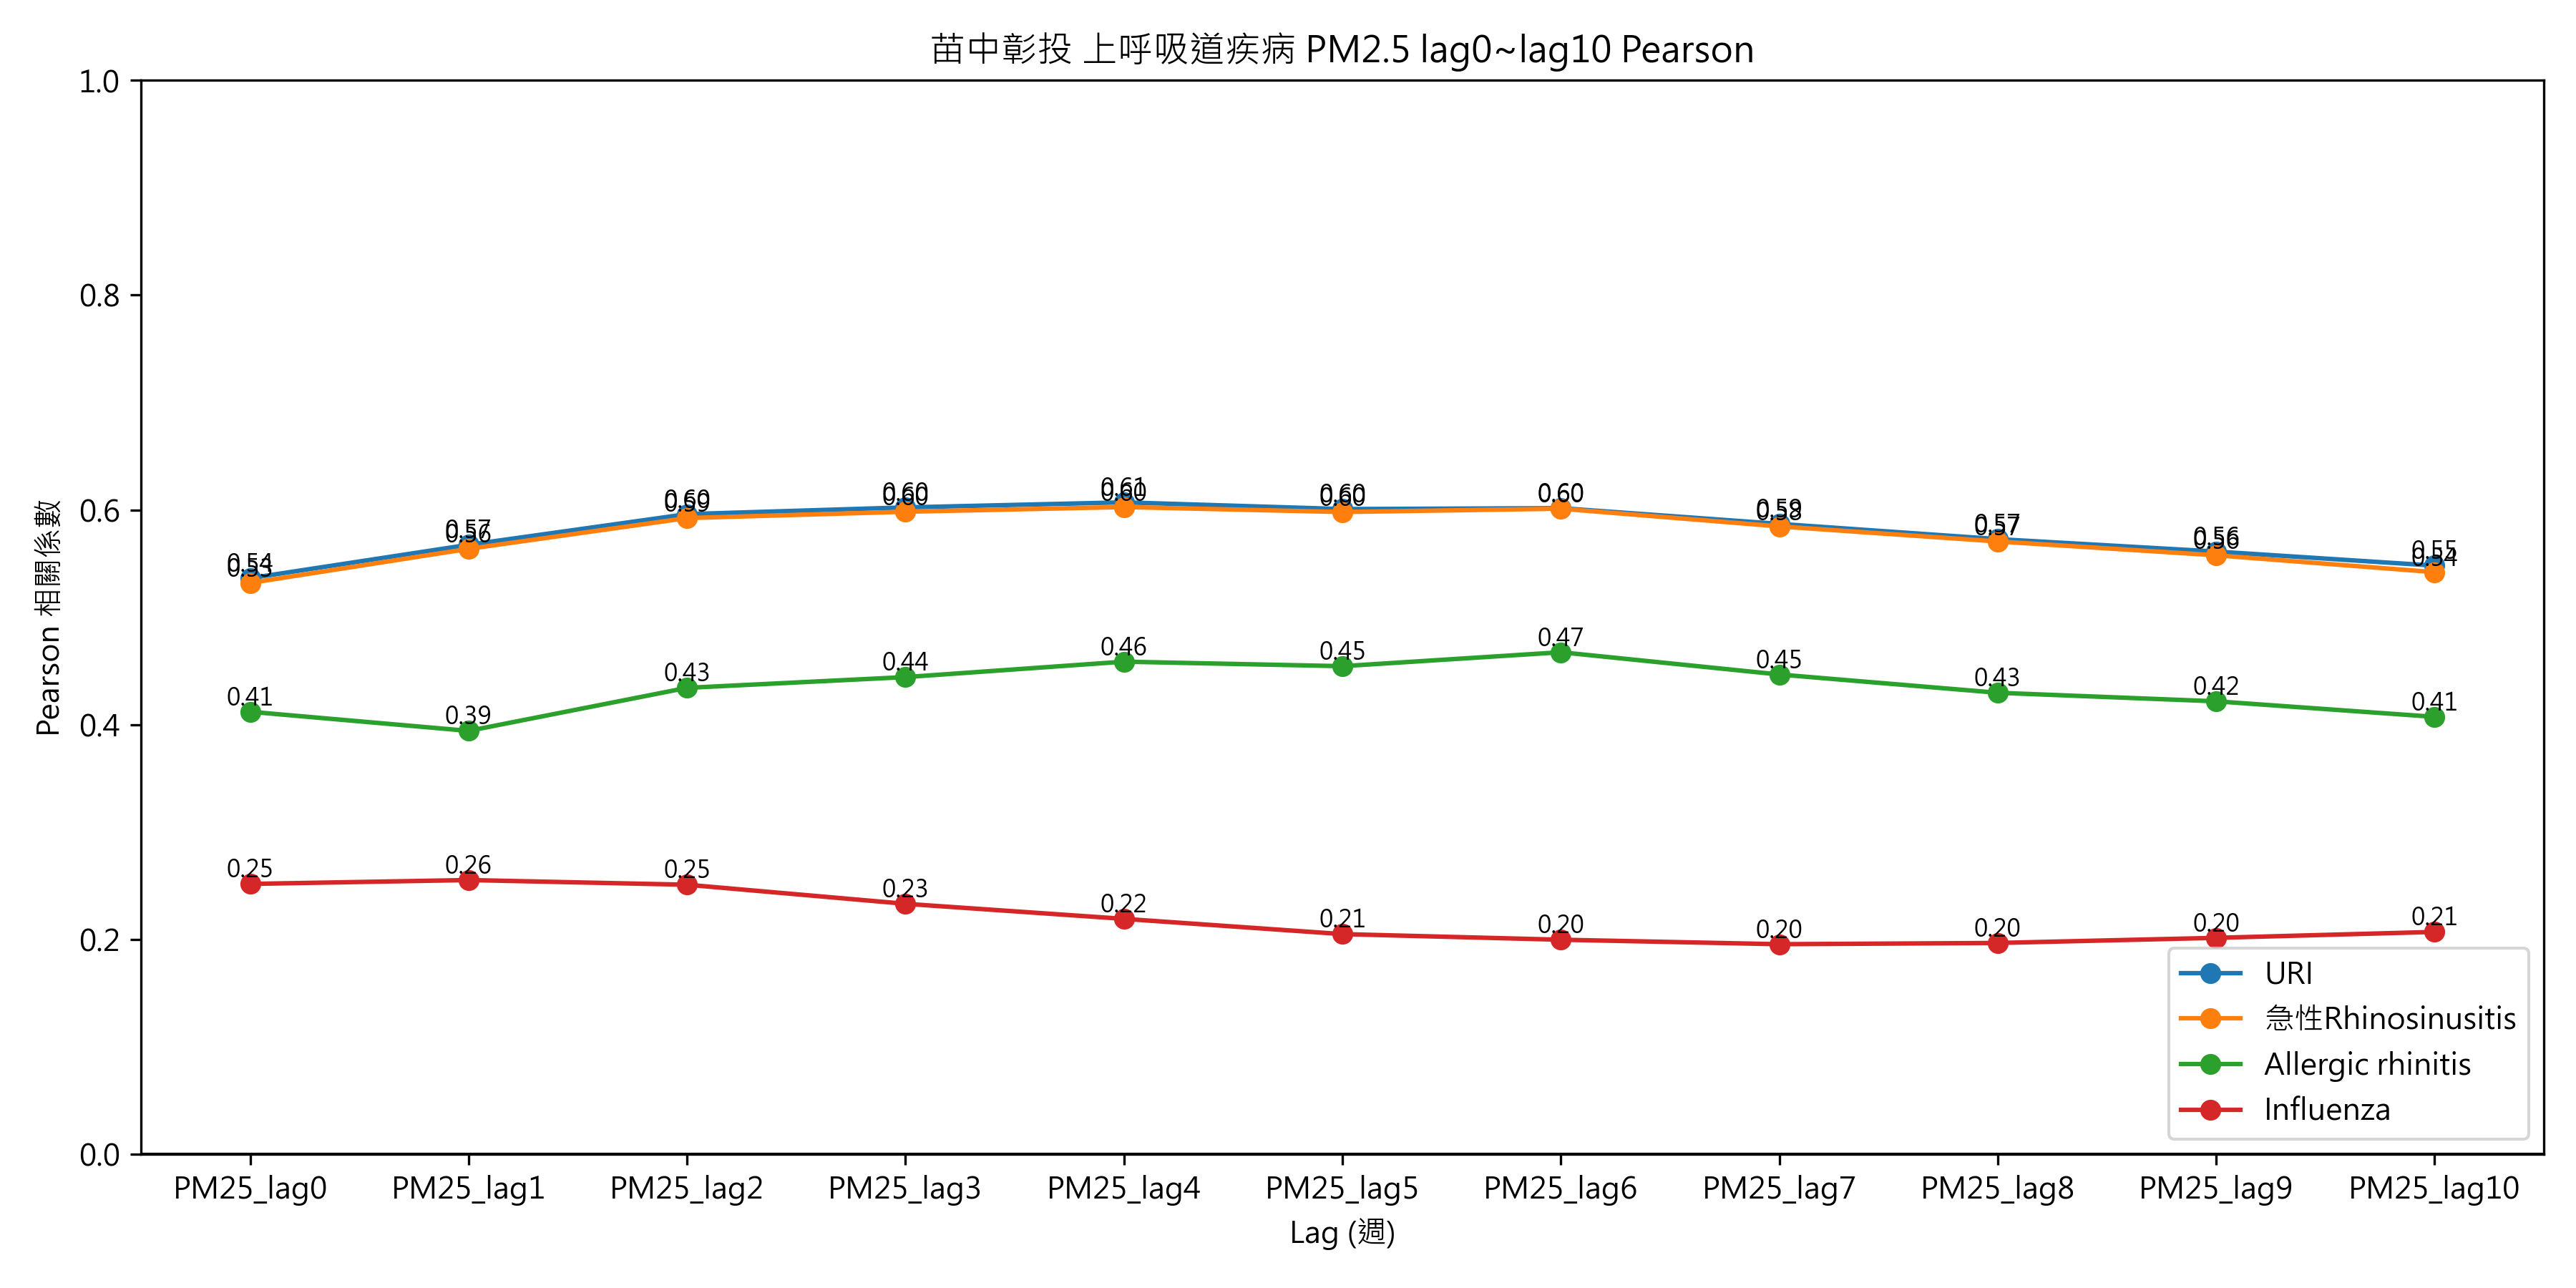 苗中彰投 上呼吸道疾病 PM2.5 lag0~lag10 Pearson
Pearson 相關係數
1.0
0.8
0.6
0.4
0.2
0.0
0.54 0.57 0.60 0.60 0.61 0.60 0.60 0.59 0.57 0.56 0.55
0.53 0.56 0.59 0.60 0.60 0.60 0.60 0.58 0.57 0.56 0.54
0.41 0.39 0.43 0.44 0.46 0.45 0.47 0.45 0.43 0.42 0.41
0.25 0.26 0.25 0.23 0.22 0.21 0.20 0.20 0.20 0.20 0.21
URI
急性Rhinosinusitis
Allergic rhinitis
Influenza
PM25_lag0 PM25_lag1 PM25_lag2 PM25_lag3 PM25_lag4 PM25_lag5 PM25_lag6 PM25_lag7 PM25_lag8 PM25_lag9 PM25_lag10
Lag (週)